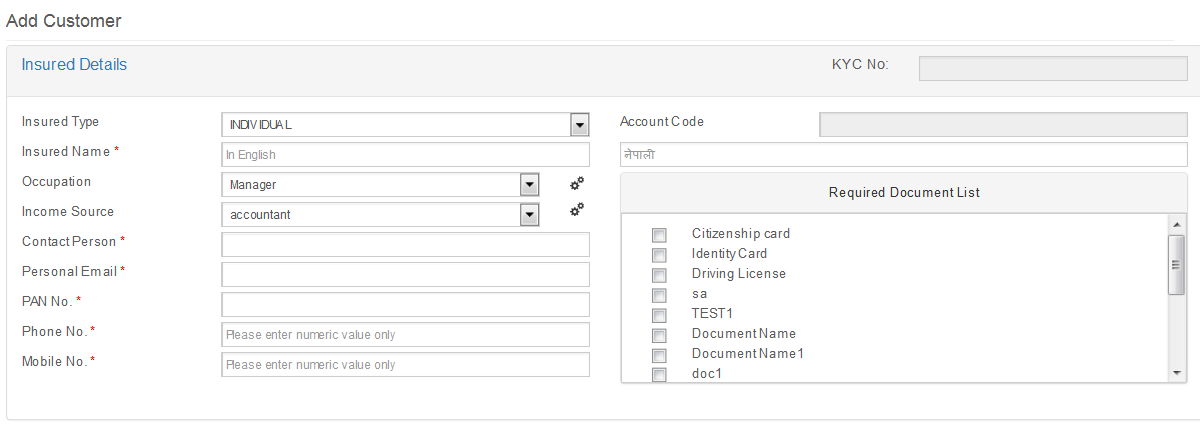 Add Customer
Insured Details KYC No:
Insured Type INDIVIDUAL Account Code
Insured Name * In English नेपाली
Occupation Manager Required Document List
Income Source accountant
Contact Person * Citizenship card
Identity Card
Personal Email * Driving License
PAN No. * sa
TEST1
Phone No. * Please enter numeric value only Document Name
Mobile No. * Please enter numeric value only Document Name1
doc1